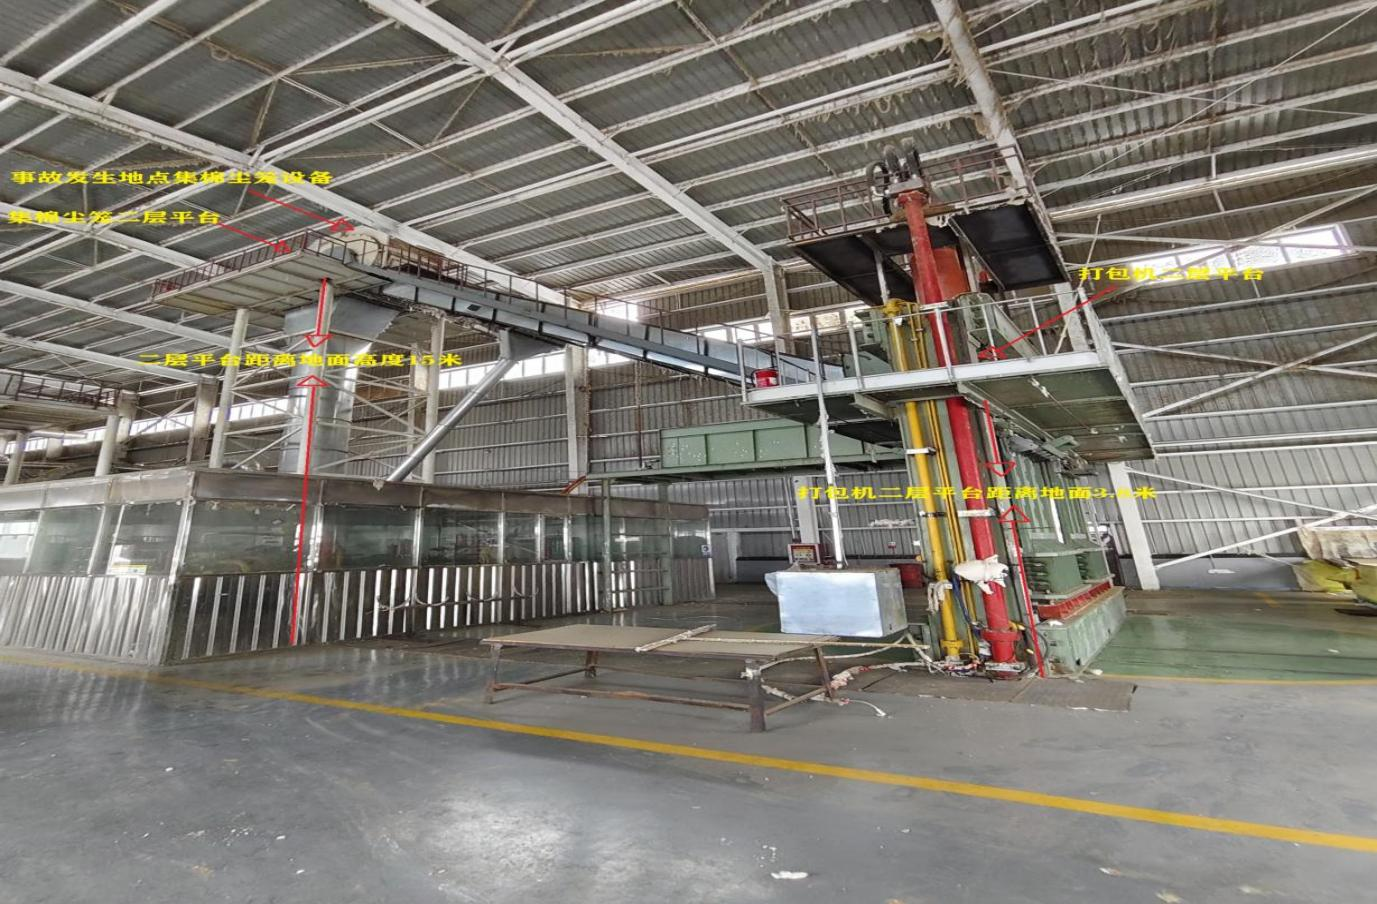 事故发生地点集棉尘笼设备
集棉尘笼二层平台
打包机二层平台
二层平台距离地面高度15米
打包机二层平台距离地面3.8米